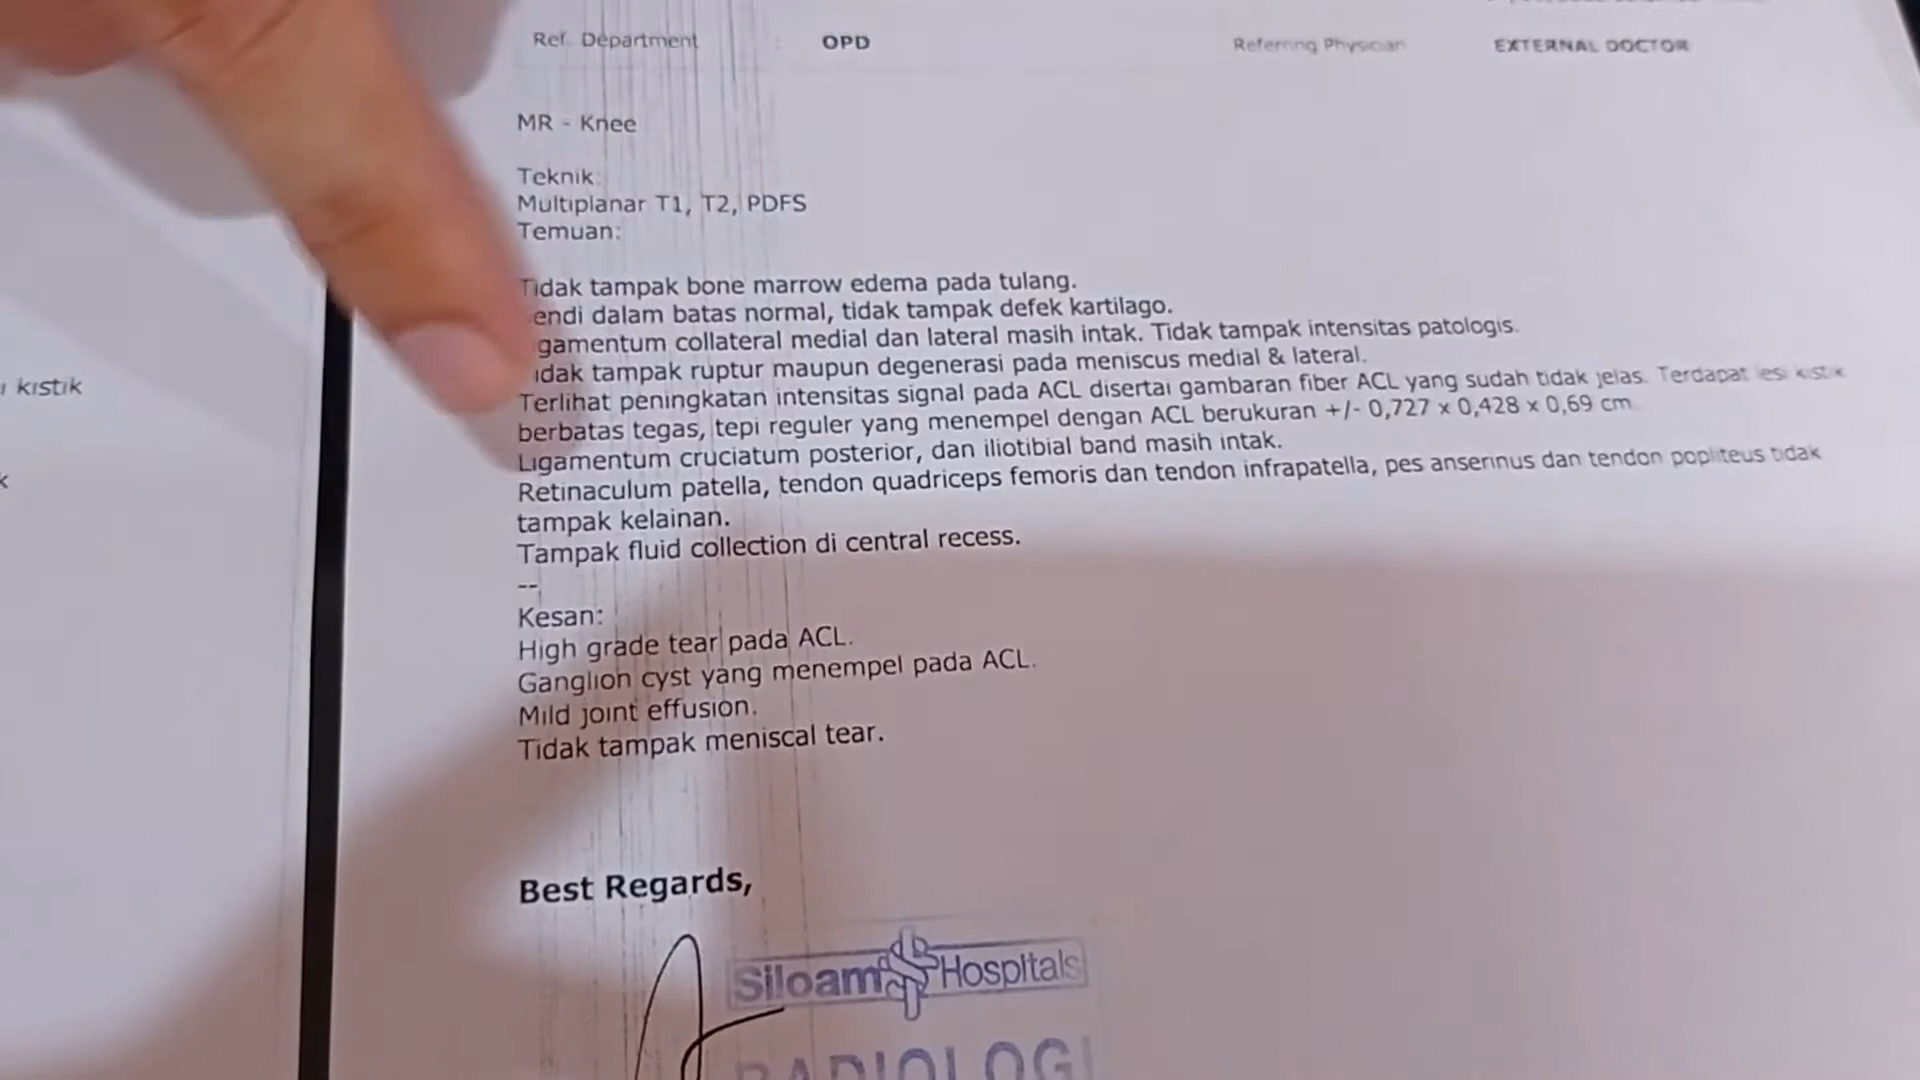 Ref. Department : OPD Referring Physician EXTERNAL DOCTOR
MR - Knee
Teknik:
Multiplanar T1, T2, PDFS
Temuan:
Tidak tampak bone marrow edema pada tulang.
endi dalam batas normal, tidak tampak defek kartilago.
gamentum collateral medial dan lateral masih intak. Tidak tampak intensitas patologis.
idak tampak ruptur maupun degenerasi pada meniscus medial & lateral.
Terlihat peningkatan intensitas signal pada ACL disertai gambaran fiber ACL yang sudah tidak jelas. Terdapat lesi kistik
berbatas tegas, tepi reguler yang menempel dengan ACL berukuran +/- 0,727 x 0,428 x 0,69 cm
Ligamentum cruciatum posterior, dan iliotibial band masih intak.
Retinaculum patella, tendon quadriceps femoris dan tendon infrapatella, pes anserinus dan tendon popliteus tidak
tampak kelainan.
Tampak fluid collection di central recess.
--
Kesan:
High grade tear pada ACL.
Ganglion cyst yang menempel pada ACL.
Mild joint effusion.
Tidak tampak meniscal tear.
Best Regards,
Siloam Hospitals
RADIOLOGI
kistik
k